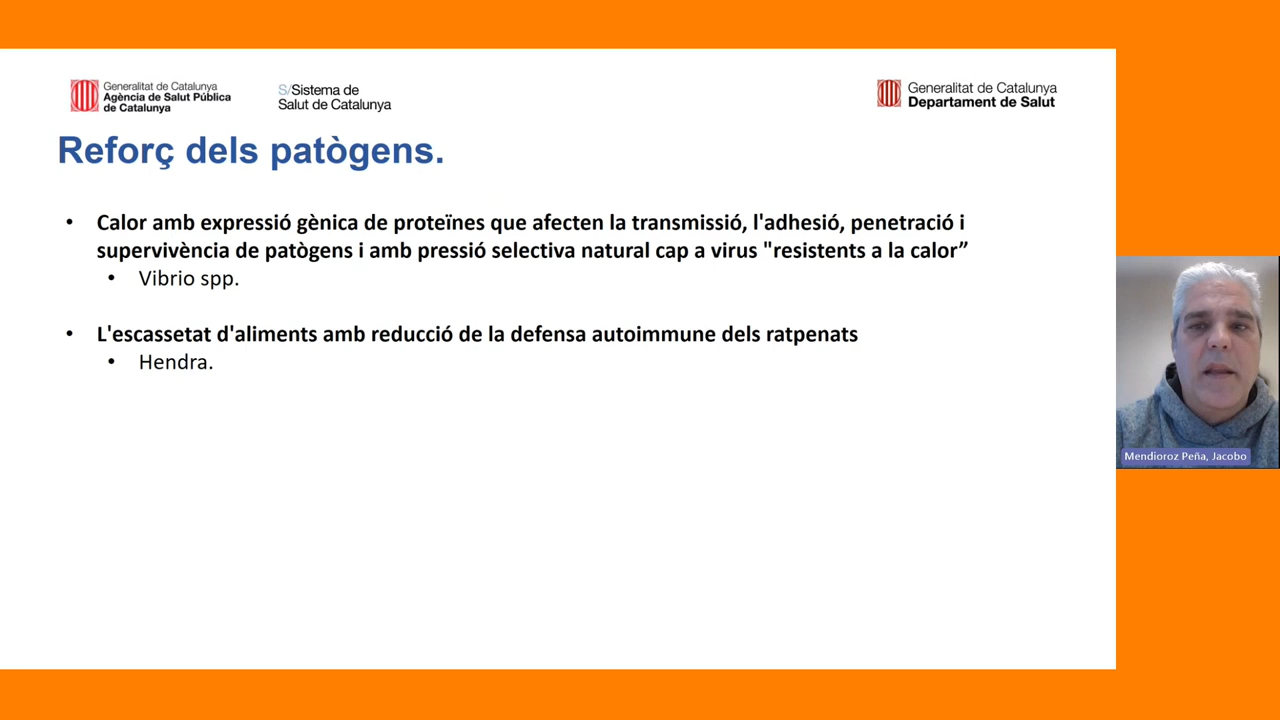 Generalitat de Catalunya
Agència de Salut Pública
de Catalunya
S/Sistema de
Salut de Catalunya
Generalitat de Catalunya
Departament de Salut
Reforç dels patògens.
• Calor amb expressió gènica de proteïnes que afecten la transmissió, l'adhesió, penetració i
supervivència de patògens i amb pressió selectiva natural cap a virus "resistents a la calor”
• Vibrio spp.
• L'escassetat d'aliments amb reducció de la defensa autoimmune dels ratpenats
• Hendra.
Mendioroz Peña, Jacobo